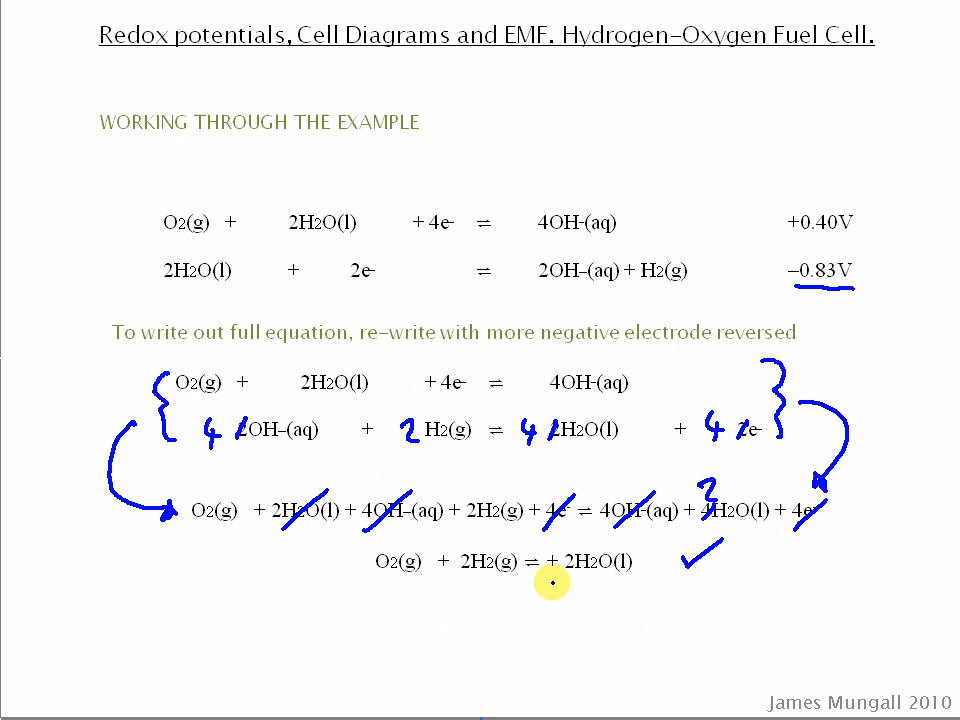 Redox potentials, Cell Diagrams and EMF. Hydrogen-Oxygen Fuel Cell.
WORKING THROUGH THE EXAMPLE
O2(g) + 2H2O(l) + 4e- ⇌ 4OH-(aq) +0.40V
2H2O(l) + 2e- ⇌ 2OH-(aq) + H2(g) -0.83V
To write out full equation, re-write with more negative electrode reversed
O2(g) + 2H2O(l) + 4e- ⇌ 4OH-(aq)
4 2OH-(aq) + 2 H2(g) ⇌ 4 2H2O(l) + 4 2e-
2
O2(g) + 2H2O(l) + 4OH-(aq) + 2H2(g) + 4e- ⇌ 4OH-(aq) + 4H2O(l) + 4e-
O2(g) + 2H2(g) ⇌ + 2H2O(l)
James Mungall 2010